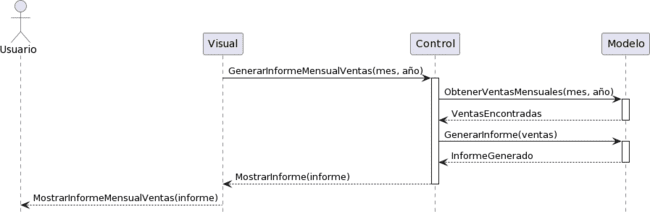 Usuario
Visual
Control
Modelo
GenerarInformeMensualVentas(mes, año)
ObtenerVentasMensuales(mes, año)
VentasEncontradas
GenerarInforme(ventas)
InformeGenerado
MostrarInforme(informe)
MostrarInformeMensualVentas(informe)